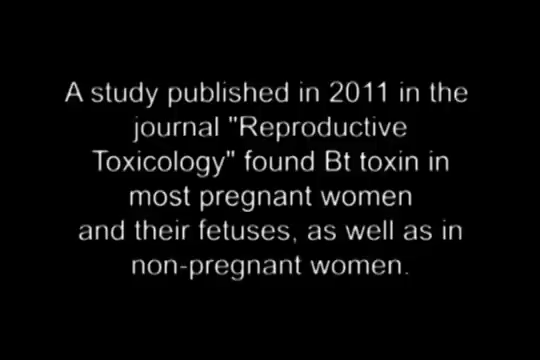 A study published in 2011 in the
journal "Reproductive
Toxicology" found Bt toxin in
most pregnant women
and their fetuses, as well as in
non-pregnant women.